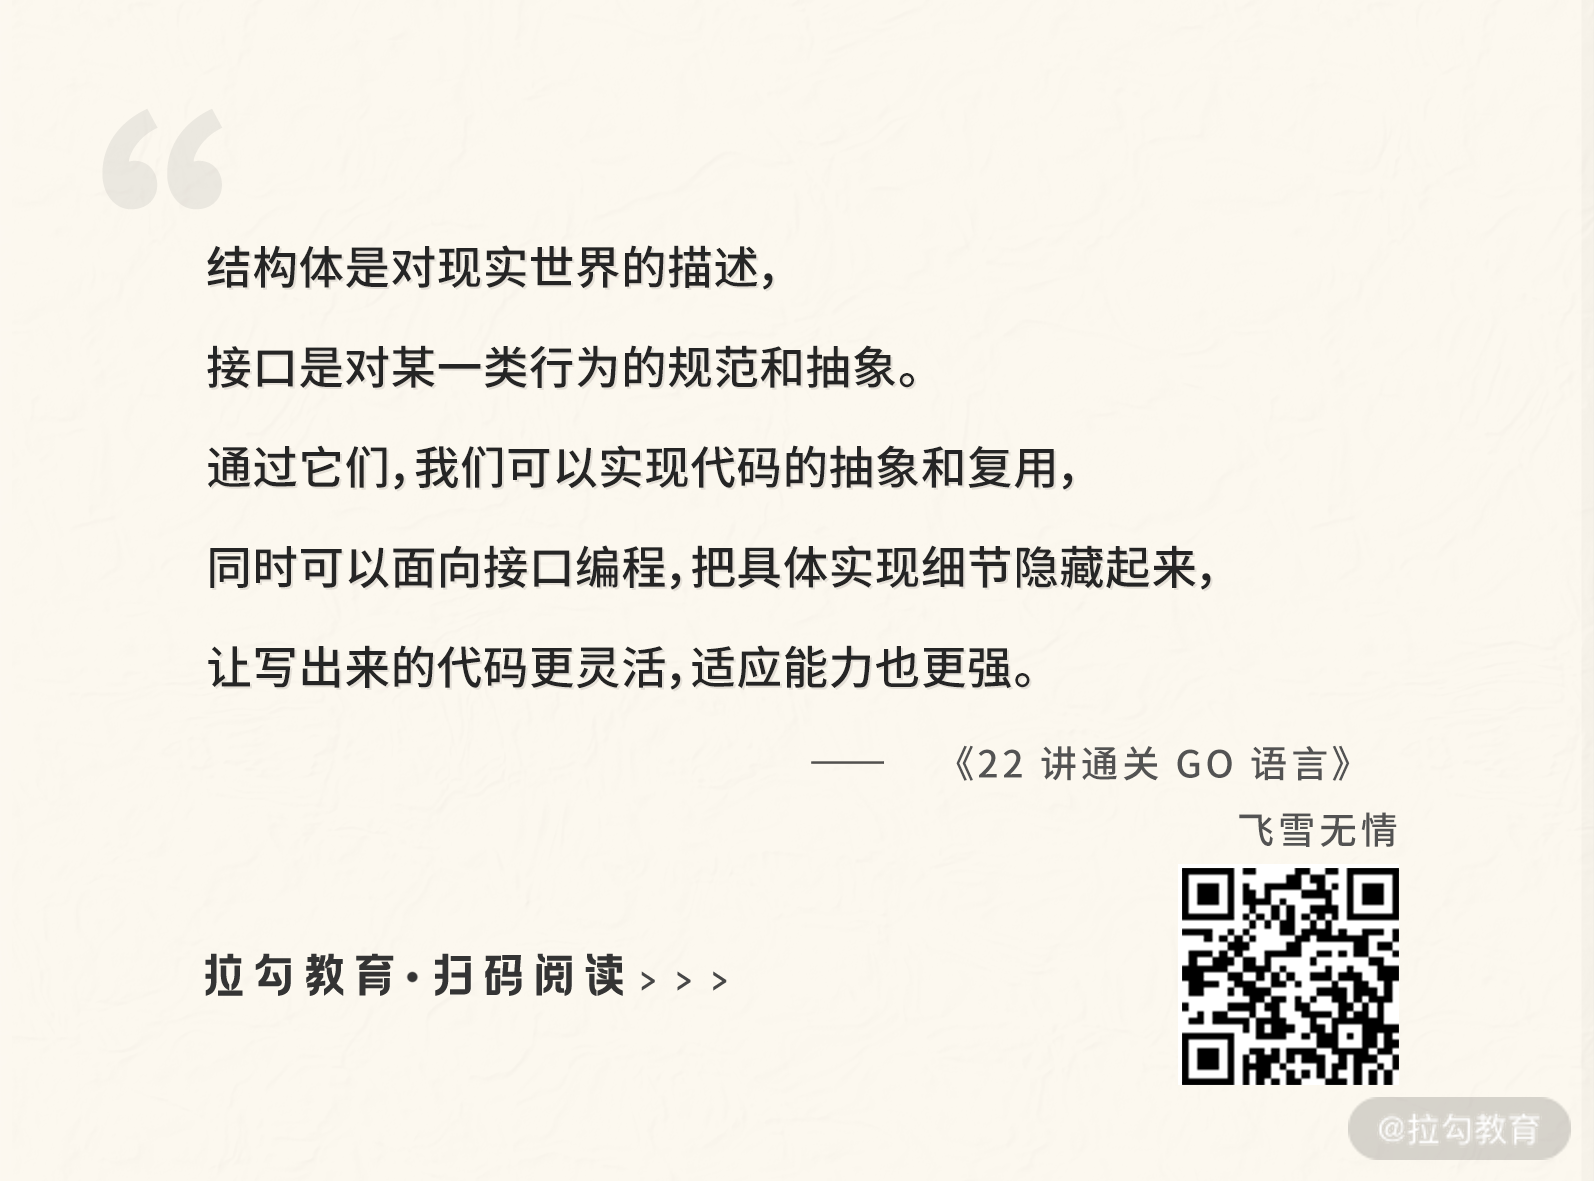 “
结构体是对现实世界的描述，
接口是对某一类行为的规范和抽象。
通过它们，我们可以实现代码的抽象和复用，
同时可以面向接口编程，把具体实现细节隐藏起来，
让写出来的代码更灵活，适应能力也更强。
—— 《22 讲通关 GO 语言》
飞雪无情
拉勾教育·扫码阅读 > > >
@拉勾教育